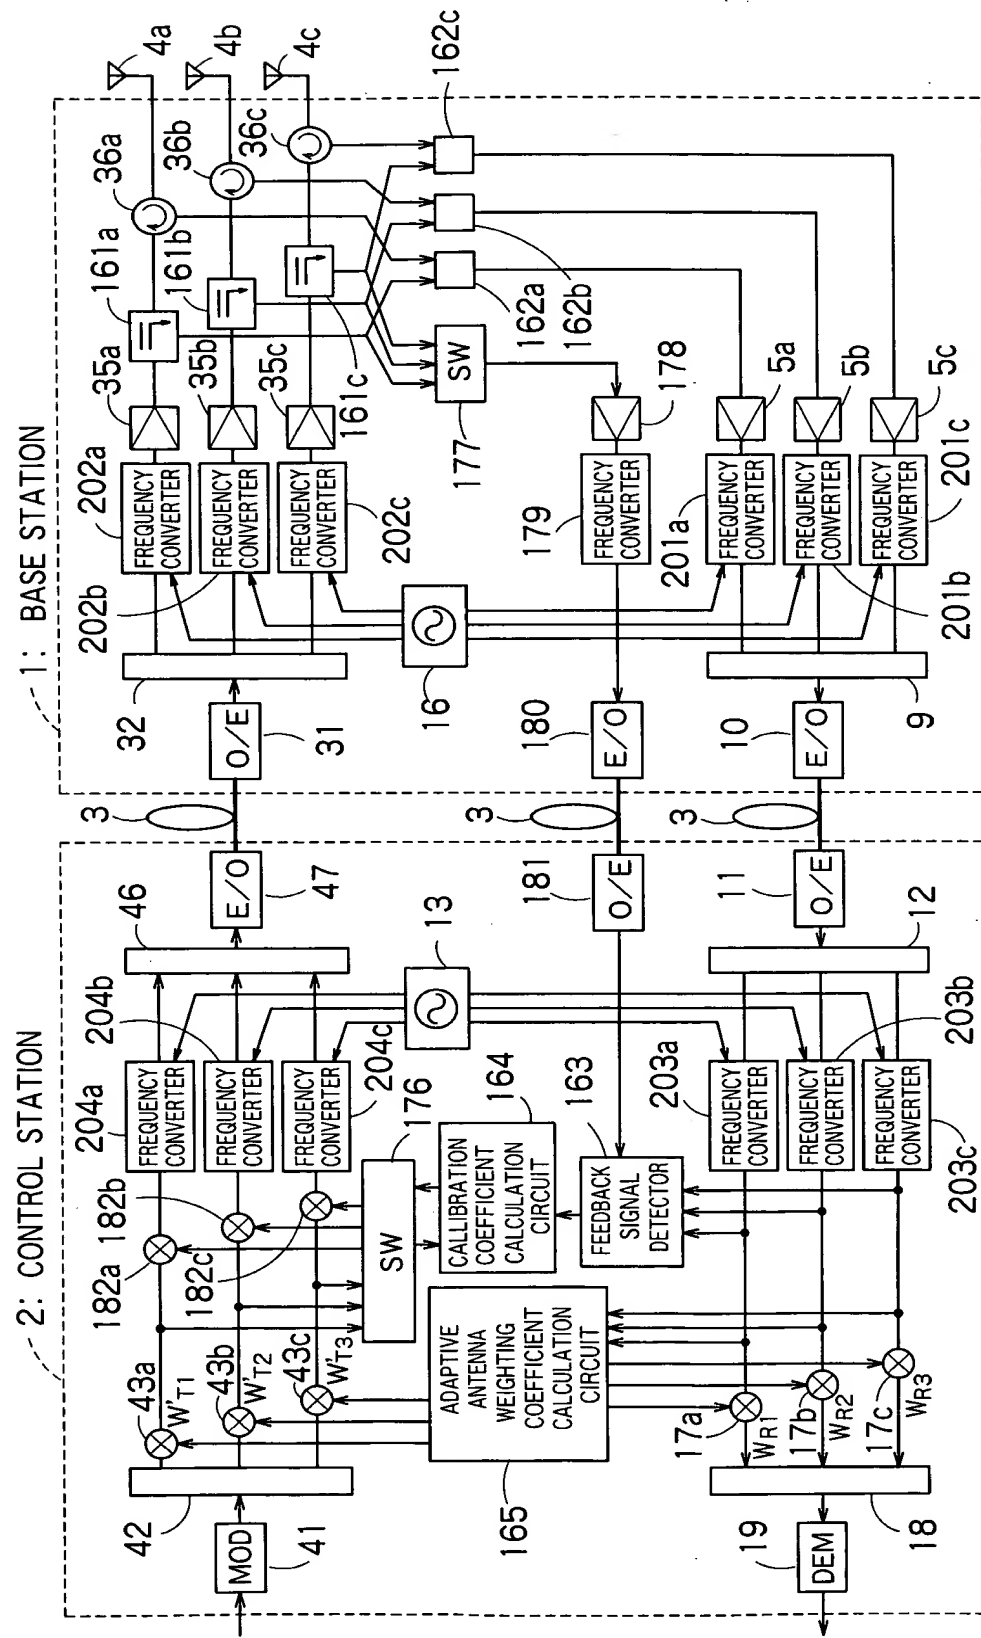 2: CONTROL STATION
1: BASE STATION
MOD
41
42
43a
W'T1
43b
W'T2
43c
W'T3
182a
182b
182c
204a
FREQUENCY
CONVERTER
204b
FREQUENCY
CONVERTER
204c
FREQUENCY
CONVERTER
46
E/O
47
3
O/E
31
32
202a
FREQUENCY
CONVERTER
202b
FREQUENCY
CONVERTER
202c
FREQUENCY
CONVERTER
35a
35b
35c
161a
161b
161c
36a
36b
36c
4a
4b
4c
165
ADAPTIVE
ANTENNA
WEIGHTING
COEFFICIENT
CALCULATION
CIRCUIT
SW
176
CALLIBRATION
COEFFICIENT
CALCULATION
CIRCUIT
164
FEEDBACK
SIGNAL
DETECTOR
163
13
16
SW
177
162a
162b
162c
181
O/E
3
180
E/O
179
FREQUENCY
CONVERTER
178
19
DEM
18
17a
WR1
17b
WR2
17c
WR3
203a
FREQUENCY
CONVERTER
203b
FREQUENCY
CONVERTER
203c
FREQUENCY
CONVERTER
12
11
O/E
3
10
E/O
9
201a
FREQUENCY
CONVERTER
201b
FREQUENCY
CONVERTER
201c
FREQUENCY
CONVERTER
5a
5b
5c